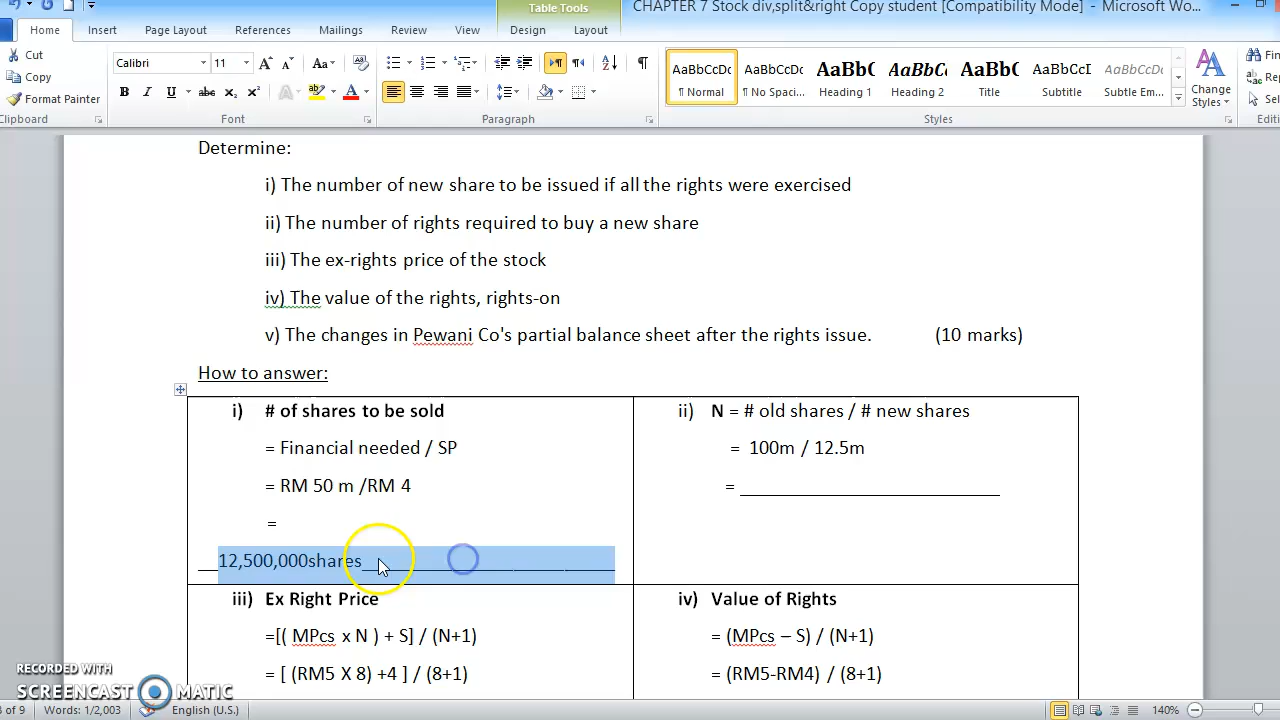 CHAPTER 7 Stock div,split&right Copy student [Compatibility Mode] - Microsoft Wo...
Table Tools
Home Insert Page Layout References Mailings Review View Design Layout
Cut
Copy
Format Painter
Calibri 11
Clipboard Font Paragraph Styles
AaBbCcDc ¶ Normal
AaBbCcDc ¶ No Spaci...
AaBbC Heading 1
AaBbCc Heading 2
AaBbC Title
AaBbCcI Subtitle
AaBbCcDc Subtle Em...
Change Styles
Determine:
i) The number of new share to be issued if all the rights were exercised
ii) The number of rights required to buy a new share
iii) The ex-rights price of the stock
iv) The value of the rights, rights-on
v) The changes in Pewani Co's partial balance sheet after the rights issue. (10 marks)
How to answer:
i) # of shares to be sold
= Financial needed / SP
= RM 50 m /RM 4
=
12,500,000shares
ii) N = # old shares / # new shares
= 100m / 12.5m
=
iii) Ex Right Price
=[( MPcs x N ) + S] / (N+1)
= [ (RM5 X 8) +4 ] / (8+1)
iv) Value of Rights
= (MPcs – S) / (N+1)
= (RM5-RM4) / (8+1)
RECORDED WITH
SCREENCAST MATIC
of 9 Words: 1/2,003 English (U.S.) 140%